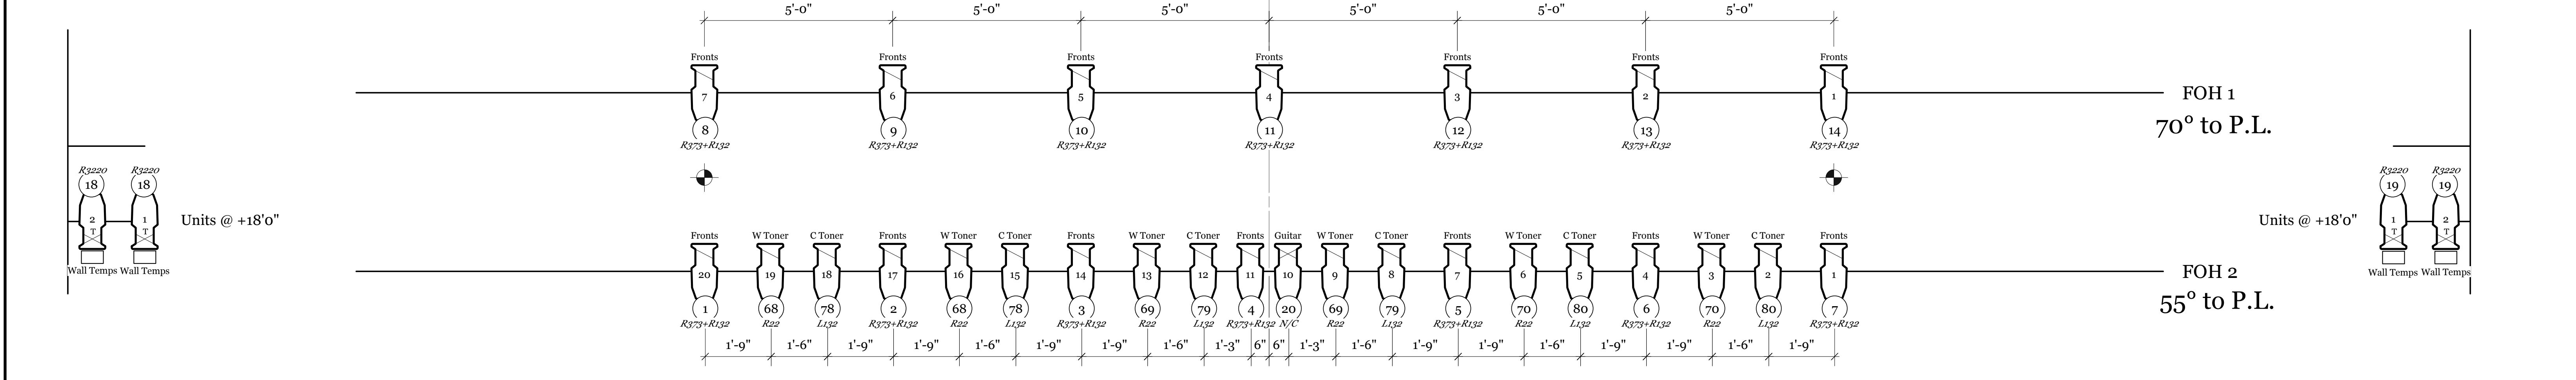 5'-0" 5'-0" 5'-0" 5'-0" 5'-0" 5'-0"
Fronts Fronts Fronts Fronts Fronts Fronts Fronts
7 6 5 4 3 2 1
FOH 1
8 9 10 11 12 13 14
70° to P.L.
R373+R132 R373+R132 R373+R132 R373+R132 R373+R132 R373+R132 R373+R132
R3220 R3220
18 18
2 1
T T
Wall Temps Wall Temps
Units @ +18'0"
Units @ +18'0"
R3220 R3220
19 19
1 2
T T
Wall Temps Wall Temps
Fronts W Toner C Toner Fronts W Toner C Toner Fronts W Toner C Toner Fronts Guitar W Toner C Toner Fronts W Toner C Toner Fronts W Toner C Toner Fronts
20 19 18 17 16 15 14 13 12 11 10 9 8 7 6 5 4 3 2 1
FOH 2
1 68 78 2 68 78 3 69 79 4 20 69 79 5 70 80 6 70 80 7
55° to P.L.
R373+R132 R22 L132 R373+R132 R22 L132 R373+R132 R22 L132 R373+R132 N/C R22 L132 R373+R132 R22 L132 R373+R132 R22 L132 R373+R132
1'-9" 1'-6" 1'-9" 1'-9" 1'-6" 1'-9" 1'-9" 1'-6" 1'-3" 6" 6" 1'-3" 1'-6" 1'-9" 1'-9" 1'-6" 1'-9" 1'-9" 1'-6" 1'-9"